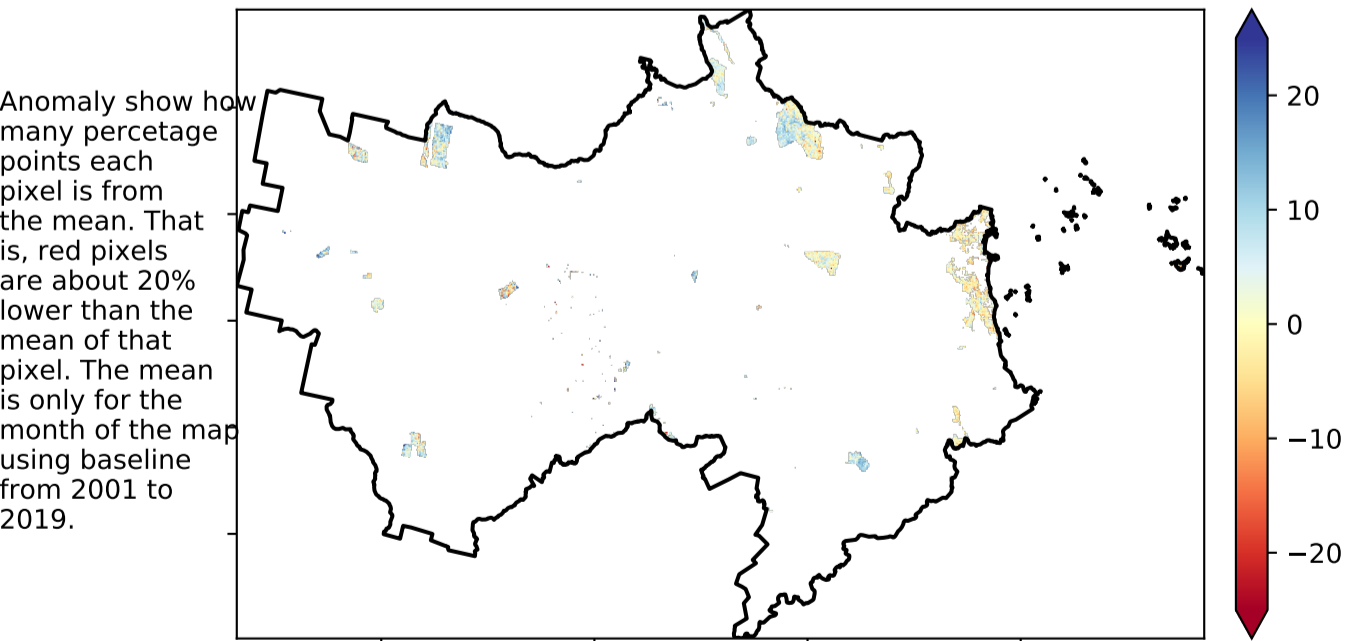 Anomaly show how
many percetage
points each
pixel is from
the mean. That
is, red pixels
are about 20%
lower than the
mean of that
pixel. The mean
is only for the
month of the map
using baseline
from 2001 to
2019.
20
10
0
−10
−20